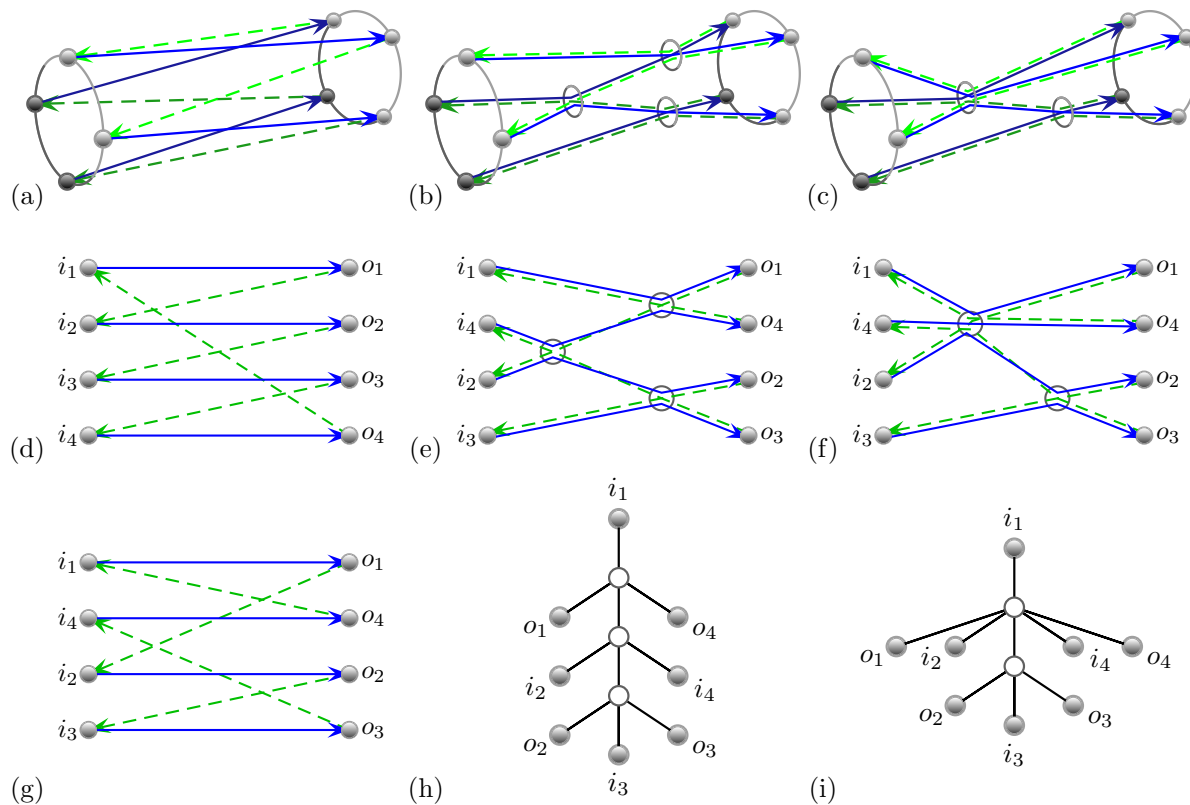 (a) (b) (c)
i₁ o₁ i₁ o₁ i₁ o₁
i₂ o₂ i₄ o₄ i₄ o₄
i₃ o₃ i₂ o₂ i₂ o₂
i₄ o₄ i₃ o₃ i₃ o₃
(d) (e) (f)
i₁ o₁
i₄ o₄
i₂ o₂
i₃ o₃
(g)
i₁
o₁ o₄
i₂ i₄
o₂ o₃
i₃
(h)
i₁
o₁ i₂ i₄ o₄
o₂ o₃
i₃
(i)